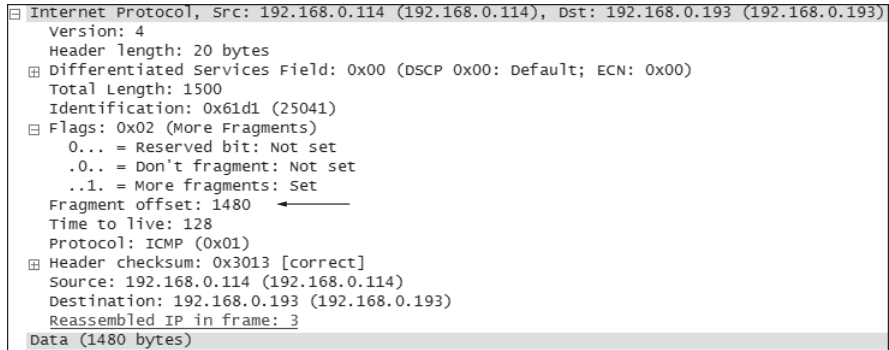 Internet Protocol, Src: 192.168.0.114 (192.168.0.114), Dst: 192.168.0.193 (192.168.0.193)
Version: 4
Header length: 20 bytes
Differentiated Services Field: 0x00 (DSCP 0x00: Default; ECN: 0x00)
Total Length: 1500
Identification: 0x61d1 (25041)
Flags: 0x02 (More Fragments)
0... = Reserved bit: Not set
.0.. = Don't fragment: Not set
..1. = More fragments: Set
Fragment offset: 1480
Time to live: 128
Protocol: ICMP (0x01)
Header checksum: 0x3013 [correct]
Source: 192.168.0.114 (192.168.0.114)
Destination: 192.168.0.193 (192.168.0.193)
Reassembled IP in frame: 3
Data (1480 bytes)